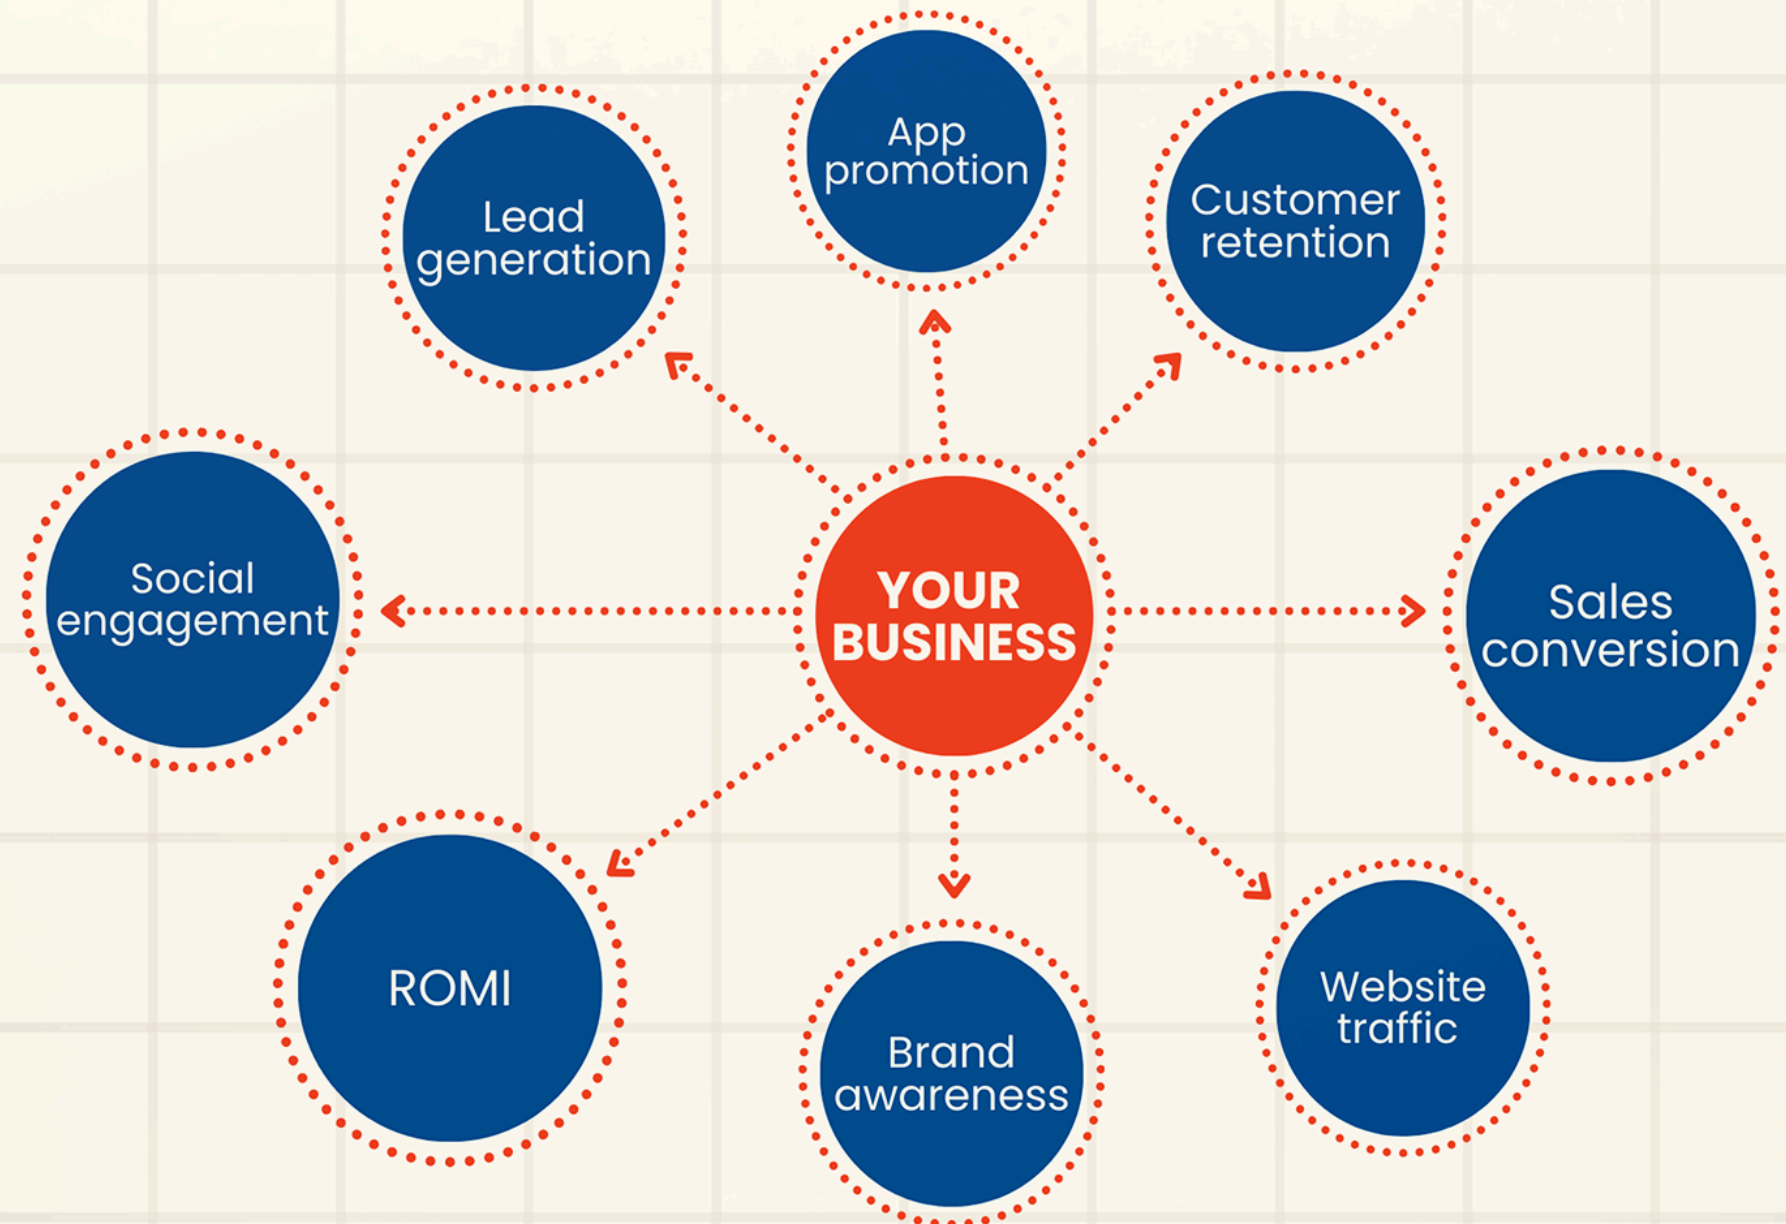 App
promotion
Lead
generation
Customer
retention
Social
engagement
YOUR
BUSINESS
Sales
conversion
ROMI
Brand
awareness
Website
traffic